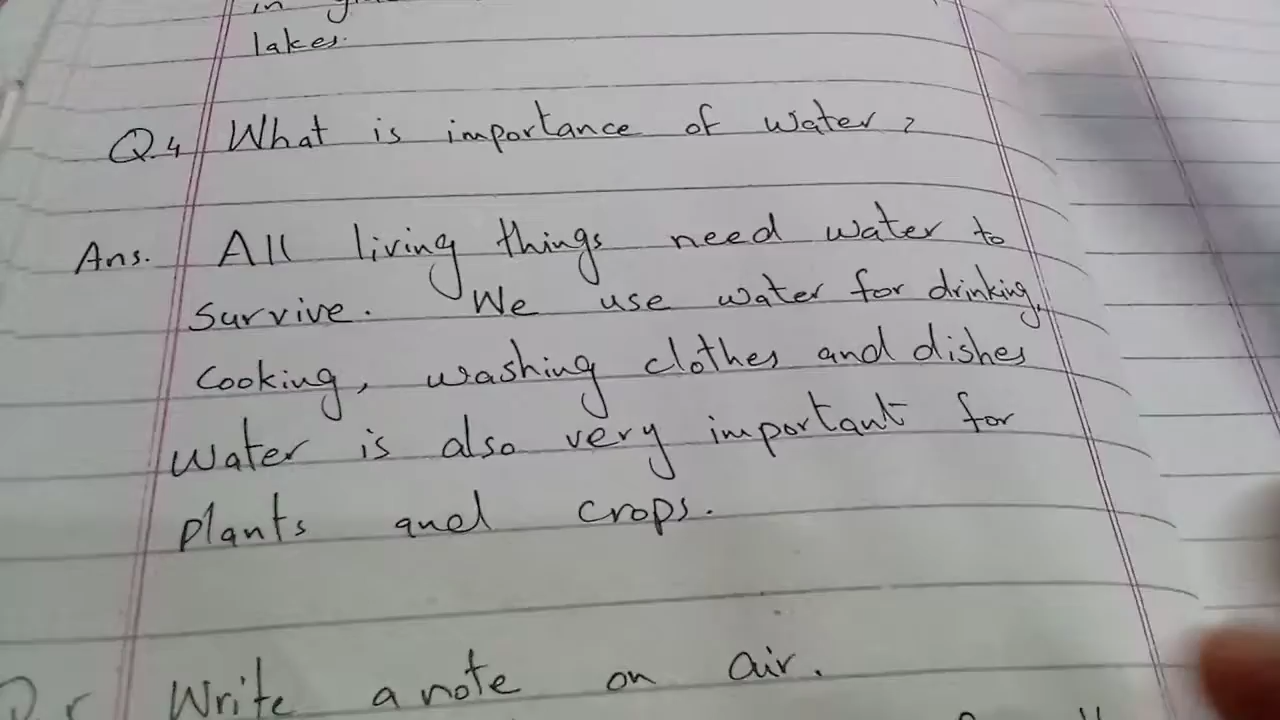 in
lakes.
Q.4 What is importance of water?
Ans. All living things need water to
survive. We use water for drinking,
cooking, washing clothes and dishes
water is also very important for
plants and crops.
Write a note on air.